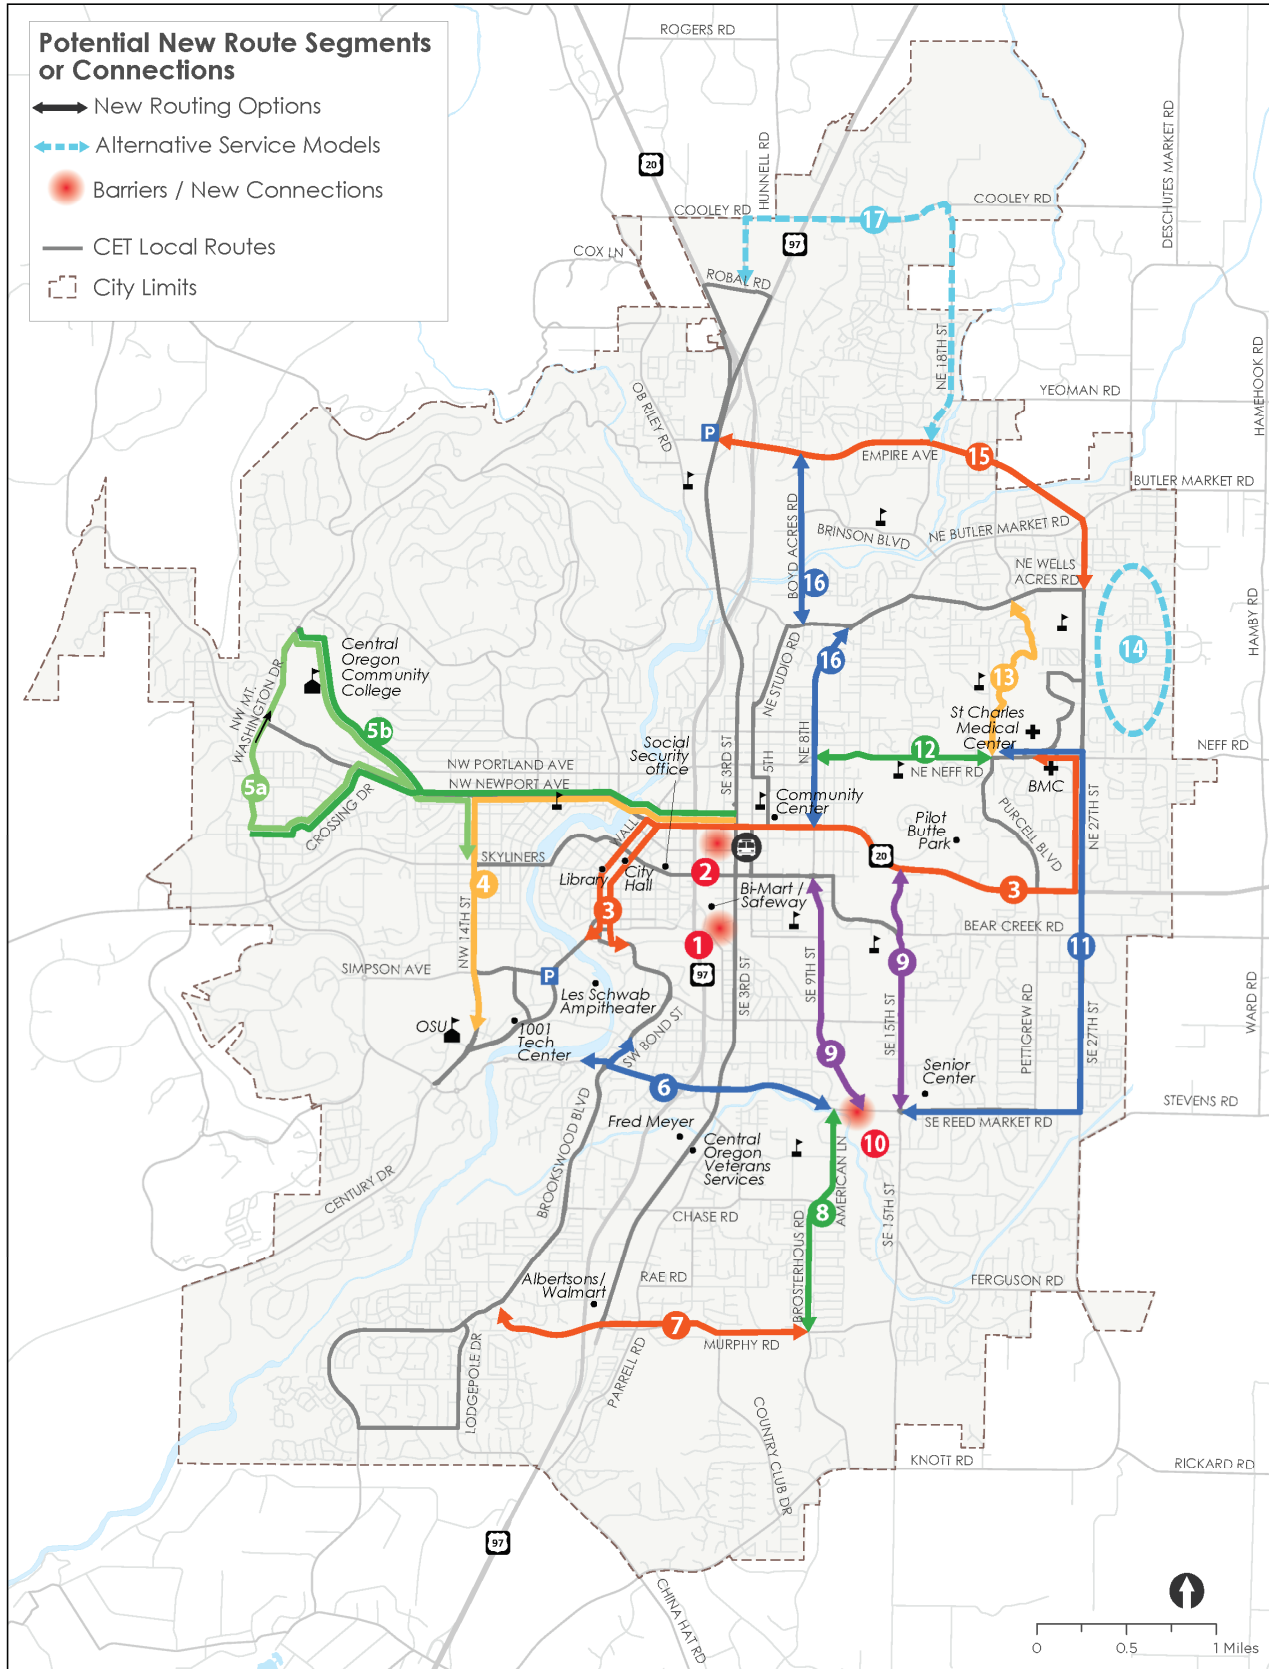 Potential New Route Segments
or Connections
New Routing Options
Alternative Service Models
Barriers / New Connections
CET Local Routes
City Limits
ROGERS RD
20
HUNNELL RD
DESCHUTES MARKET RD
COOLEY RD
COOLEY RD
17
97
COX LN
ROBAL RD
NE 18TH ST
HAMEHOOK RD
YEOMAN RD
OB RILEY RD
P
EMPIRE AVE
15
BUTLER MARKET RD
BOYD ACRES RD
BRINSON BLVD
NE BUTLER MARKET RD
NE WELLS
ACRES RD
16
HAMBY RD
14
NE STUDIO RD
16
13
Central
Oregon
Community
College
NW MT.
WASHINGTON DR
5b
St Charles
Medical
Center
NEFF RD
12
NE NEFF RD
BMC
Social
Security
office
SE 3RD ST
5TH
NE 8TH
NW PORTLAND AVE
NW NEWPORT AVE
5a
CROSSING DR
Community
Center
Pilot
Butte
Park
PURCELL BLVD
NE 27TH ST
WALL
SKYLINERS
20
Library
City
Hall
2
4
3
Bi-Mart /
Safeway
3
BEAR CREEK RD
1
11
NW 14TH ST
SIMPSON AVE
97
SE 3RD ST
SE 9TH ST
9
SE 15TH ST
PETTIGREW RD
SE 27TH ST
WARD RD
P
Les Schwab
Ampitheater
OSU
1001
Tech
Center
SW BOND ST
9
6
Senior
Center
STEVENS RD
SE REED MARKET RD
Fred Meyer
10
BROOKSWOOD BLVD
Central
Oregon
Veterans
Services
AMERICAN LN
CENTURY DR
CHASE RD
8
SE 15TH ST
BROSTERHOUS RD
RAE RD
FERGUSON RD
Albertsons/
Walmart
7
MURPHY RD
LODGEPOLE DR
PARRELL RD
COUNTRY CLUB DR
KNOTT RD
RICKARD RD
97
CHINA HAT RD
0
0.5
1 Miles